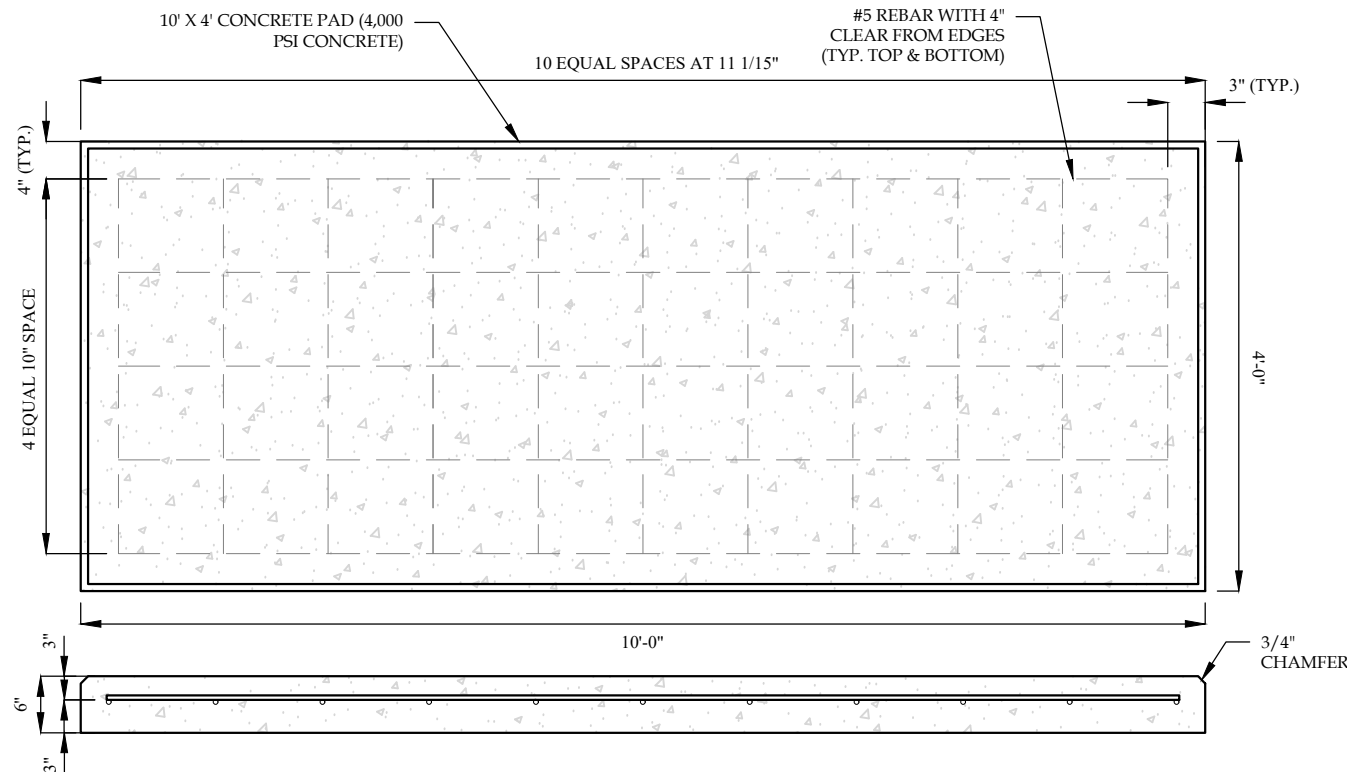 10' X 4' CONCRETE PAD (4,000
PSI CONCRETE)
#5 REBAR WITH 4"
CLEAR FROM EDGES
(TYP. TOP & BOTTOM)
10 EQUAL SPACES AT 11 1/15"
3" (TYP.)
4" (TYP.)
4 EQUAL 10" SPACE
4'-0"
10'-0"
3"
6"
3"
3/4"
CHAMFER